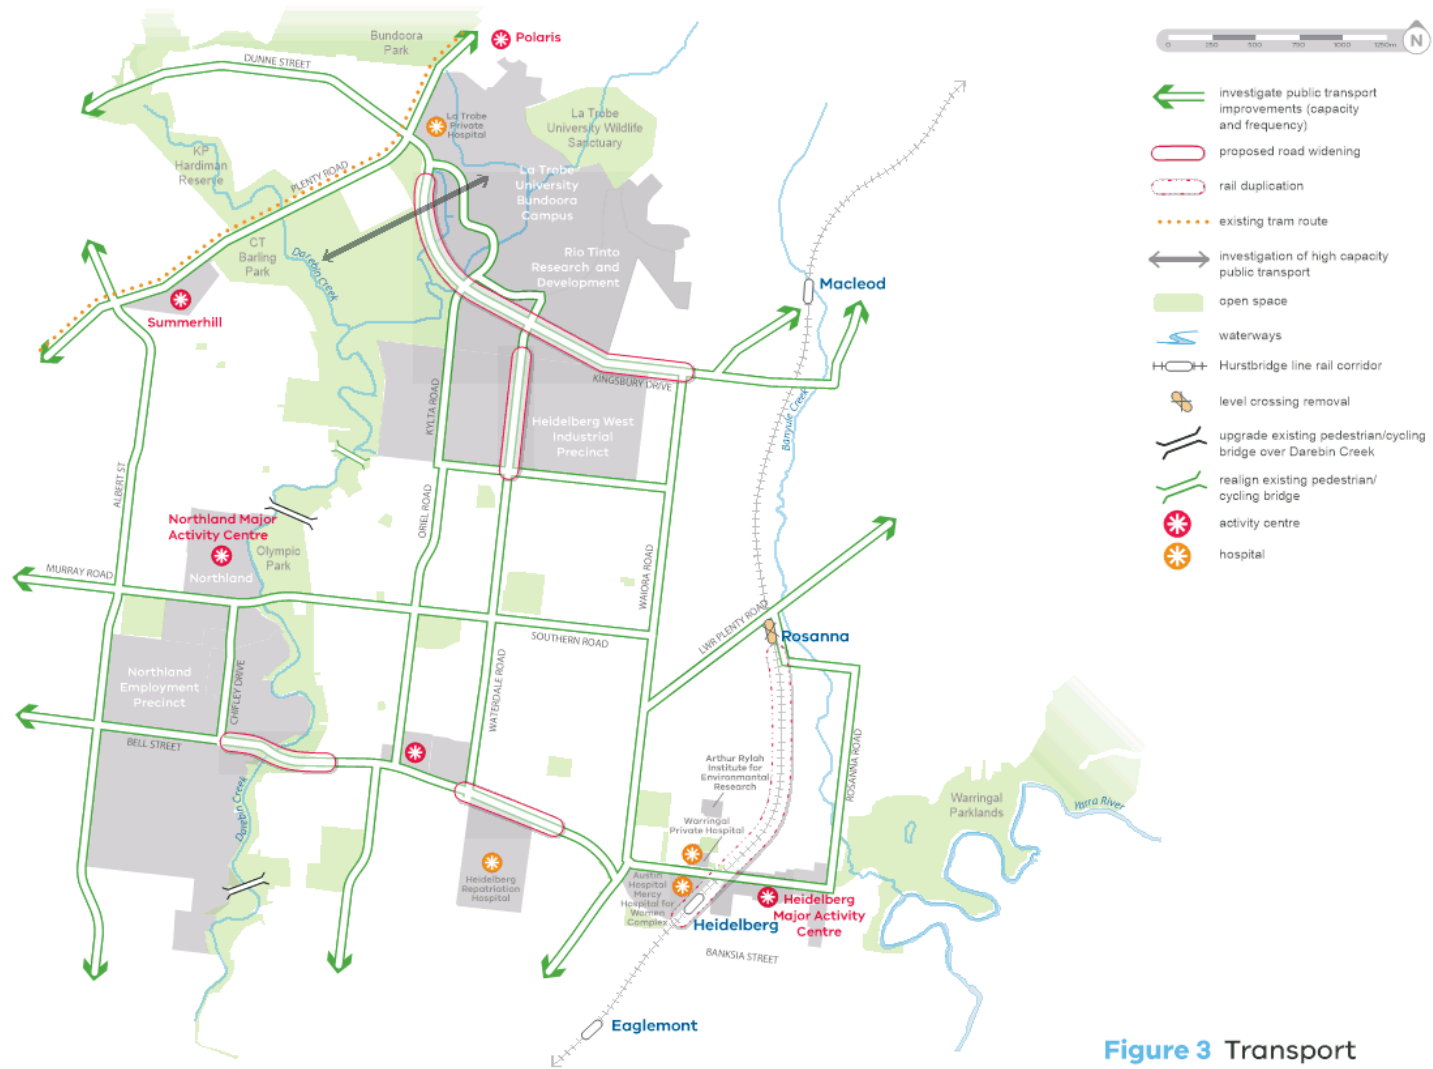 Bundoora
Park
Polaris
DUNNE STREET
La Trobe
Private
Hospital
La Trobe
University Wildlife
Sanctuary
KP
Hardiman
Reserve
PLENTY ROAD
La Trobe
University
Bundoora
Campus
CT
Barling
Park
Darebin Creek
Rio Tinto
Research and
Development
Summerhill
Macleod
KINGSBURY DRIVE
KYLTA ROAD
Heidelberg West
Industrial
Precinct
Banyule Creek
ALBERT ST
ORIEL ROAD
Northland Major
Activity Centre
Northland
Olympic
Park
MURRAY ROAD
WAIORA ROAD
SOUTHERN ROAD
LWR PLENTY ROAD
Rosanna
Northland
Employment
Precinct
CHIFLEY DRIVE
WATERDALE ROAD
BELL STREET
ROSANNA ROAD
Darebin Creek
Arthur Rylah
Institute for
Environmental
Research
Warringal
Private Hospital
Warringal
Parklands
Yarra River
Heidelberg
Repatriation
Hospital
Austin
Hospital
Mercy
Hospital for
Women
Complex
Heidelberg
Heidelberg
Major Activity
Centre
BANKSIA STREET
Eaglemont
0 250 500 750 1000 1250m
N
investigate public transport
improvements (capacity
and frequency)
proposed road widening
rail duplication
existing tram route
investigation of high capacity
public transport
open space
waterways
Hurstbridge line rail corridor
level crossing removal
upgrade existing pedestrian/cycling
bridge over Darebin Creek
realign existing pedestrian/
cycling bridge
activity centre
hospital
Figure 3 Transport